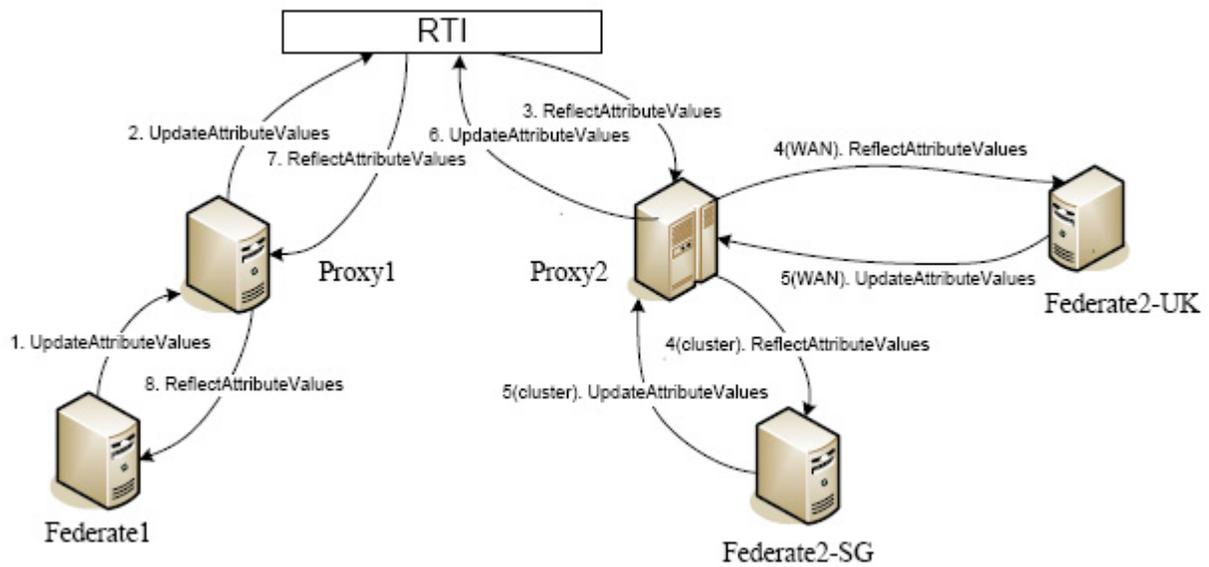 RTI
3. ReflectAttributeValues
2. UpdateAttributeValues
6. UpdateAttributeValues
7. ReflectAttributeValues
4(WAN). ReflectAttributeValues
Proxy1
Proxy2
5(WAN). UpdateAttributeValues
Federate2-UK
1. UpdateAttributeValues
4(cluster). ReflectAttributeValues
8. ReflectAttributeValues
5(cluster). UpdateAttributeValues
Federate1
Federate2-SG